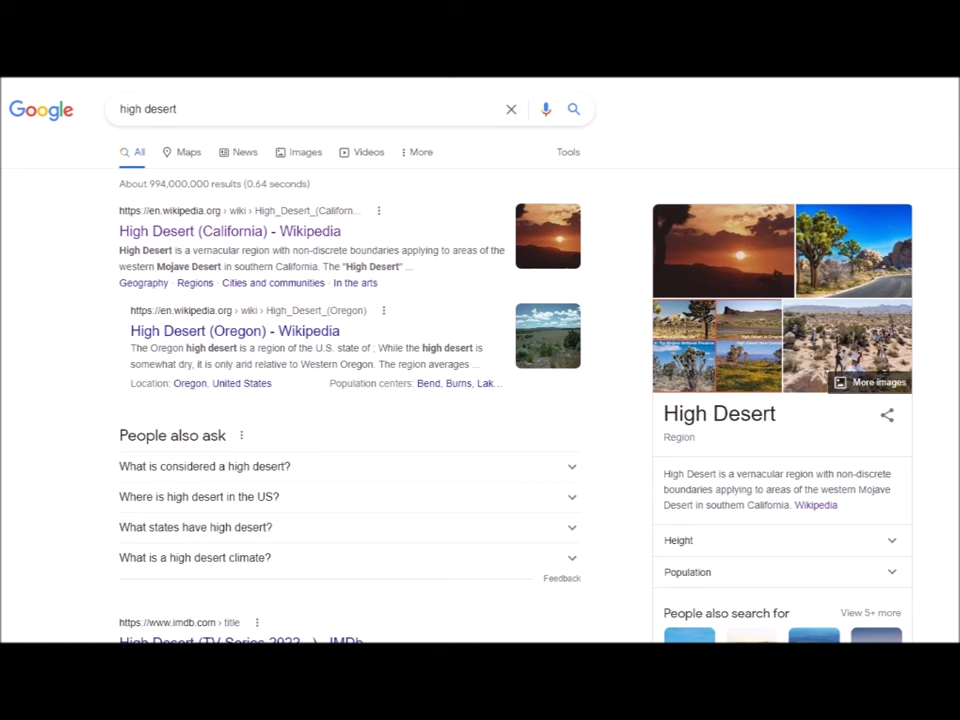 Google
high desert
All
Maps
News
Images
Videos
More
Tools
About 994,000,000 results (0.64 seconds)
https://en.wikipedia.org › wiki › High_Desert_(Californ...
High Desert (California) - Wikipedia
High Desert is a vernacular region with non-discrete boundaries applying to areas of the
western Mojave Desert in southern California. The "High Desert" ...
Geography · Regions · Cities and communities · In the arts
https://en.wikipedia.org › wiki › High_Desert_(Oregon)
High Desert (Oregon) - Wikipedia
The Oregon high desert is a region of the U.S. state of ; While the high desert is
somewhat dry, it is only and relative to Western Oregon. The region averages ...
Location: Oregon, United States
Population centers: Bend, Burns, Lak...
People also ask
What is considered a high desert?
Where is high desert in the US?
What states have high desert?
What is a high desert climate?
Feedback
https://www.imdb.com › title
High Desert (TV Series 2022– ) - IMDb
More images
High Desert
Region
High Desert is a vernacular region with non-discrete
boundaries applying to areas of the western Mojave
Desert in southern California. Wikipedia
Height
Population
People also search for
View 5+ more